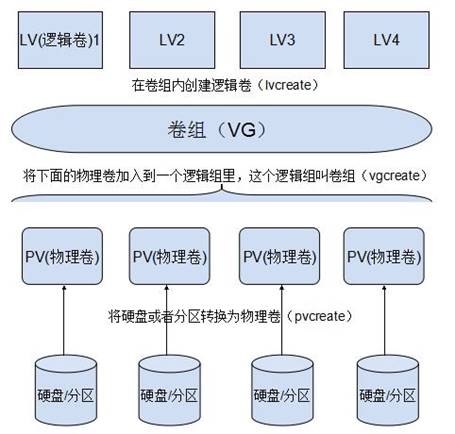 LV(逻辑卷)1 LV2 LV3 LV4
在卷组内创建逻辑卷（lvcreate）
卷组（VG）
将下面的物理卷加入到一个逻辑组里，这个逻辑组叫卷组（vgcreate）
PV(物理卷) PV(物理卷) PV(物理卷) PV(物理卷)
将硬盘或者分区转换为物理卷（pvcreate）
硬盘/分区 硬盘/分区 硬盘/分区 硬盘/分区